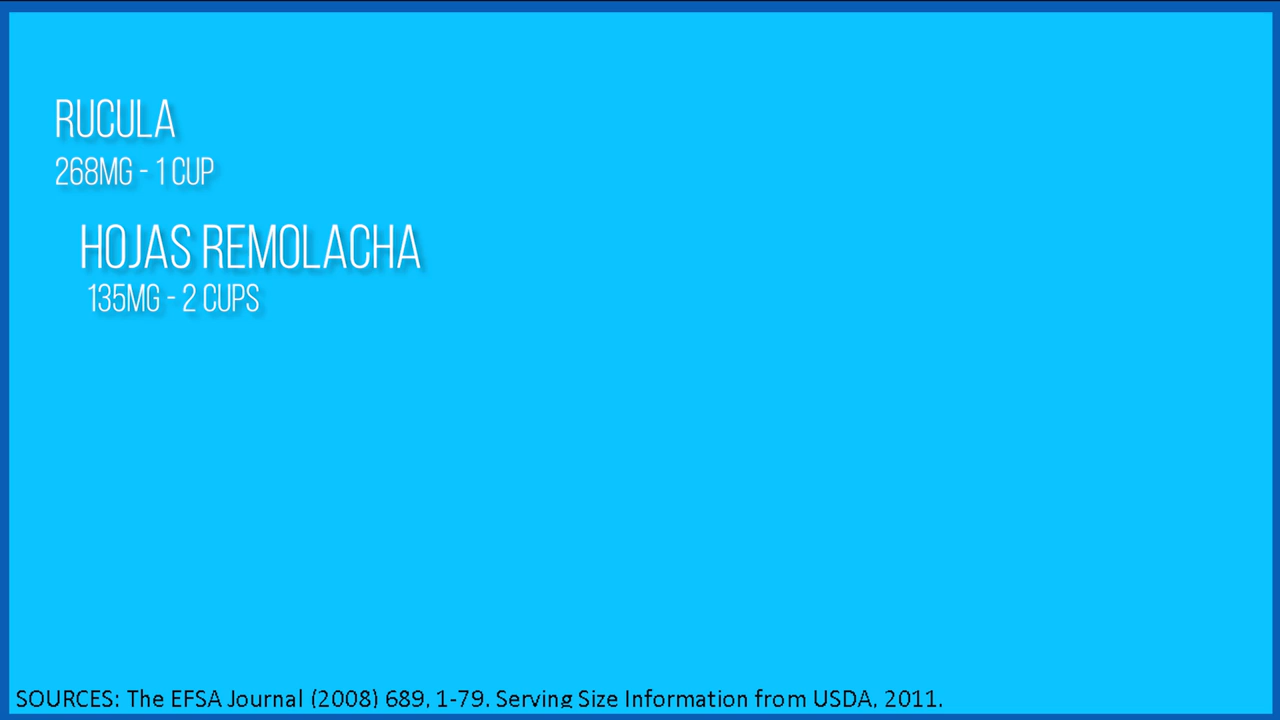 RUCULA
268MG - 1 CUP
HOJAS REMOLACHA
135MG - 2 CUPS
SOURCES: The EFSA Journal (2008) 689, 1-79. Serving Size Information from USDA, 2011.